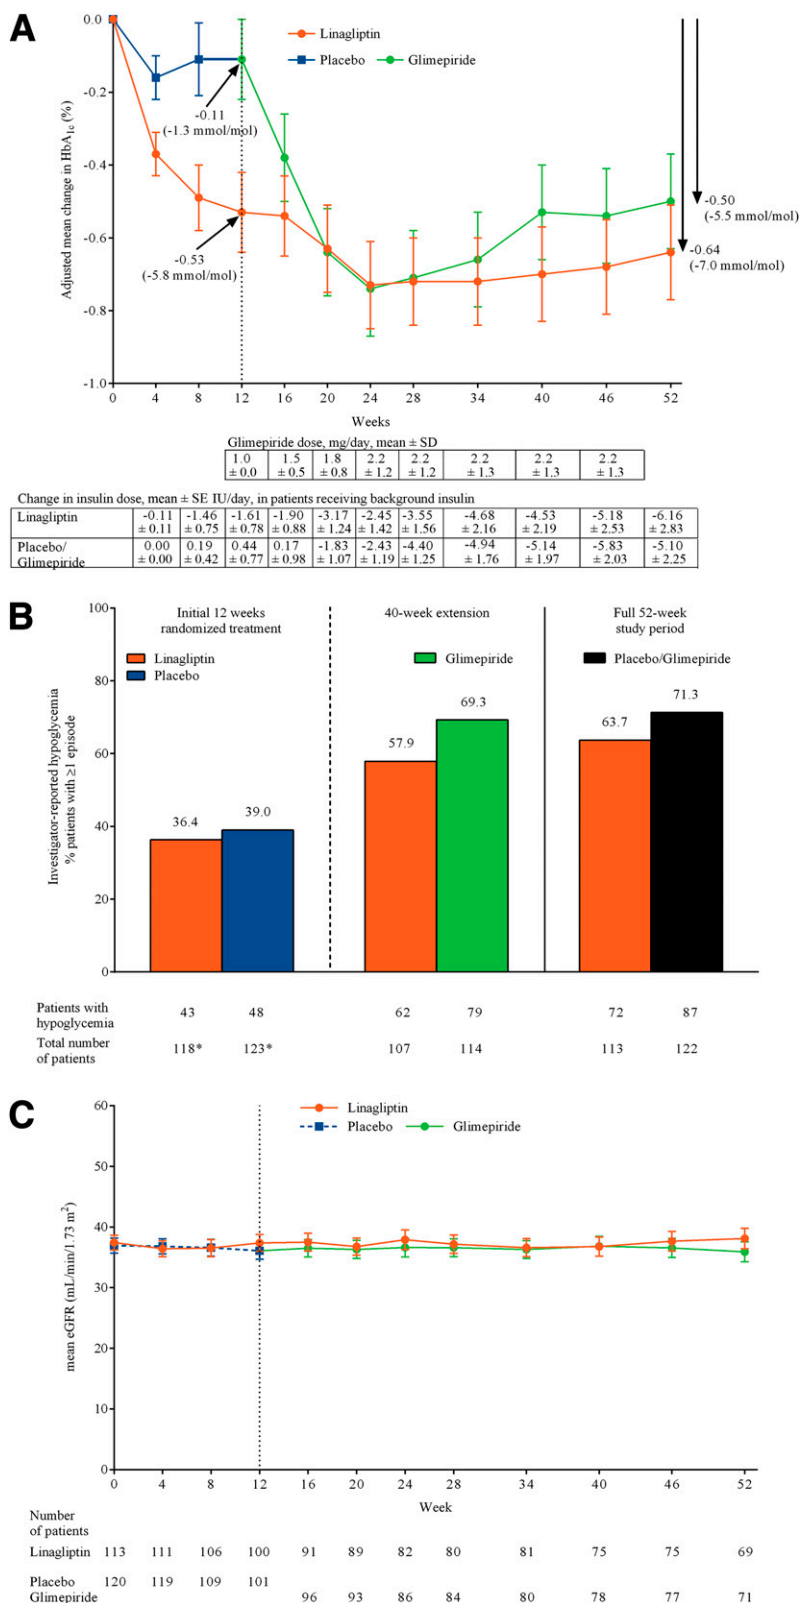 A
Linagliptin
Placebo
Glimepiride
Adjusted mean change in HbA1c (%)
0.0
-0.2
-0.4
-0.6
-0.8
-1.0
-0.11
(-1.3 mmol/mol)
-0.53
(-5.8 mmol/mol)
-0.50
(-5.5 mmol/mol)
-0.64
(-7.0 mmol/mol)
0 4 8 12 16 20 24 28 34 40 46 52
Weeks
Glimepiride dose, mg/day, mean ± SD
1.0 1.5 1.8 2.2 2.2 2.2 2.2 2.2
± 0.0 ± 0.5 ± 0.8 ± 1.2 ± 1.2 ± 1.3 ± 1.3 ± 1.3
Change in insulin dose, mean ± SE IU/day, in patients receiving background insulin
Linagliptin -0.11 -1.46 -1.61 -1.90 -3.17 -2.45 -3.55 -4.68 -4.53 -5.18 -6.16
± 0.11 ± 0.75 ± 0.78 ± 0.88 ± 1.24 ± 1.42 ± 1.56 ± 2.16 ± 2.19 ± 2.53 ± 2.83
Placebo/ 0.00 0.19 0.44 0.17 -1.83 -2.43 -4.40 -4.94 -5.14 -5.83 -5.10
Glimepiride ± 0.00 ± 0.42 ± 0.77 ± 0.98 ± 1.07 ± 1.19 ± 1.25 ± 1.76 ± 1.97 ± 2.03 ± 2.25
B
Investigator-reported hypoglycemia
% patients with ≥1 episode
100
80
60
40
20
0
Initial 12 weeks
randomized treatment
Linagliptin
Placebo
36.4
39.0
40-week extension
Glimepiride
57.9
69.3
Full 52-week
study period
Placebo/Glimepiride
63.7
71.3
Patients with
hypoglycemia 43 48 62 79 72 87
Total number
of patients 118* 123* 107 114 113 122
C
Linagliptin
Placebo
Glimepiride
mean eGFR (mL/min/1.73 m²)
60
50
40
30
20
10
0
0 4 8 12 16 20 24 28 34 40 46 52
Week
Number
of patients
Linagliptin 113 111 106 100 91 89 82 80 81 75 75 69
Placebo 120 119 109 101
Glimepiride 96 93 86 84 80 78 77 71